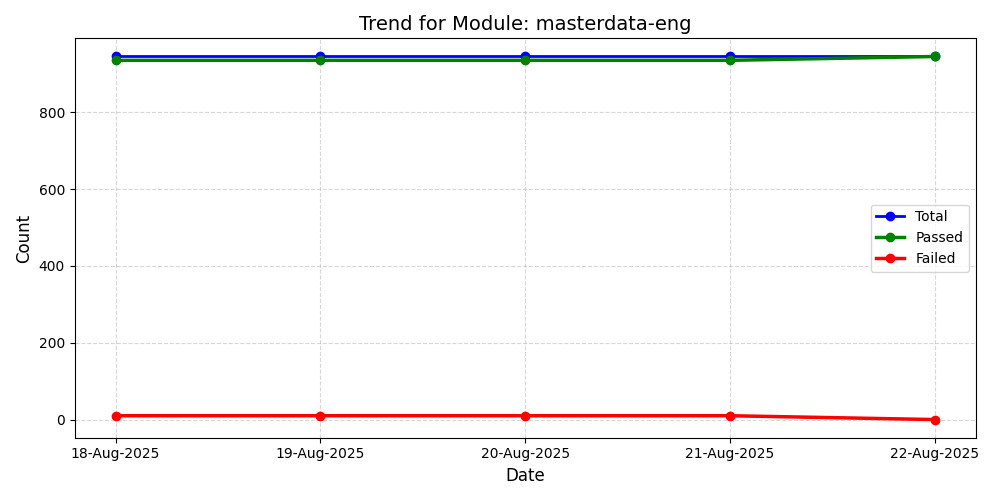 Trend for Module: masterdata-eng
Count
800
600
400
200
0
Total
Passed
Failed
18-Aug-2025
19-Aug-2025
20-Aug-2025
21-Aug-2025
22-Aug-2025
Date